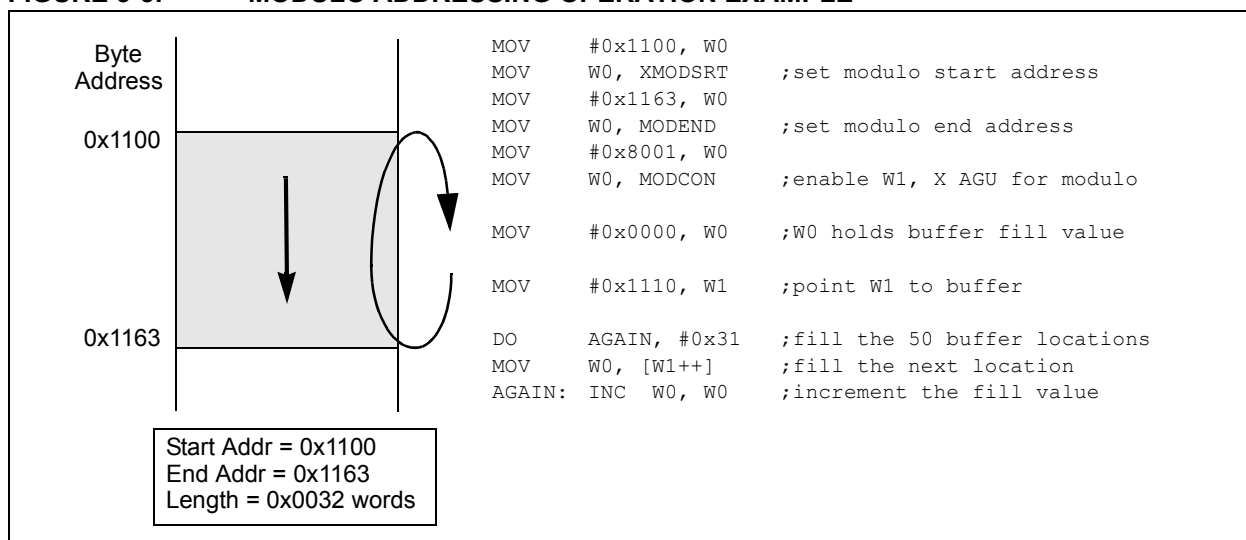 FIGURE MODULO ADDRESSING OPERATION EXAMPLE
Byte
Address
0x1100
0x1163
MOV #0x1100, W0
MOV W0, XMODSRT ;set modulo start address
MOV #0x1163, W0
MOV W0, MODEND ;set modulo end address
MOV #0x8001, W0
MOV W0, MODCON ;enable W1, X AGU for modulo
MOV #0x0000, W0 ;W0 holds buffer fill value
MOV #0x1110, W1 ;point W1 to buffer
DO AGAIN, #0x31 ;fill the 50 buffer locations
MOV W0, [W1++] ;fill the next location
AGAIN: INC W0, W0 ;increment the fill value
Start Addr = 0x1100
End Addr = 0x1163
Length = 0x0032 words